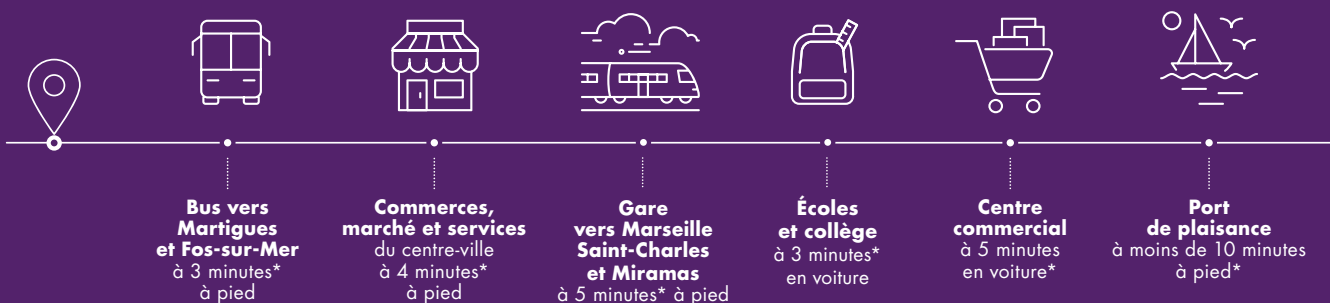 Bus vers
Martigues
et Fos-sur-Mer
à 3 minutes*
à pied
Commerces,
marché et services
du centre-ville
à 4 minutes*
à pied
Gare
vers Marseille
Saint-Charles
et Miramas
à 5 minutes* à pied
Écoles
et collège
à 3 minutes*
en voiture
Centre
commercial
à 5 minutes
en voiture*
Port
de plaisance
à moins de 10 minutes
à pied*